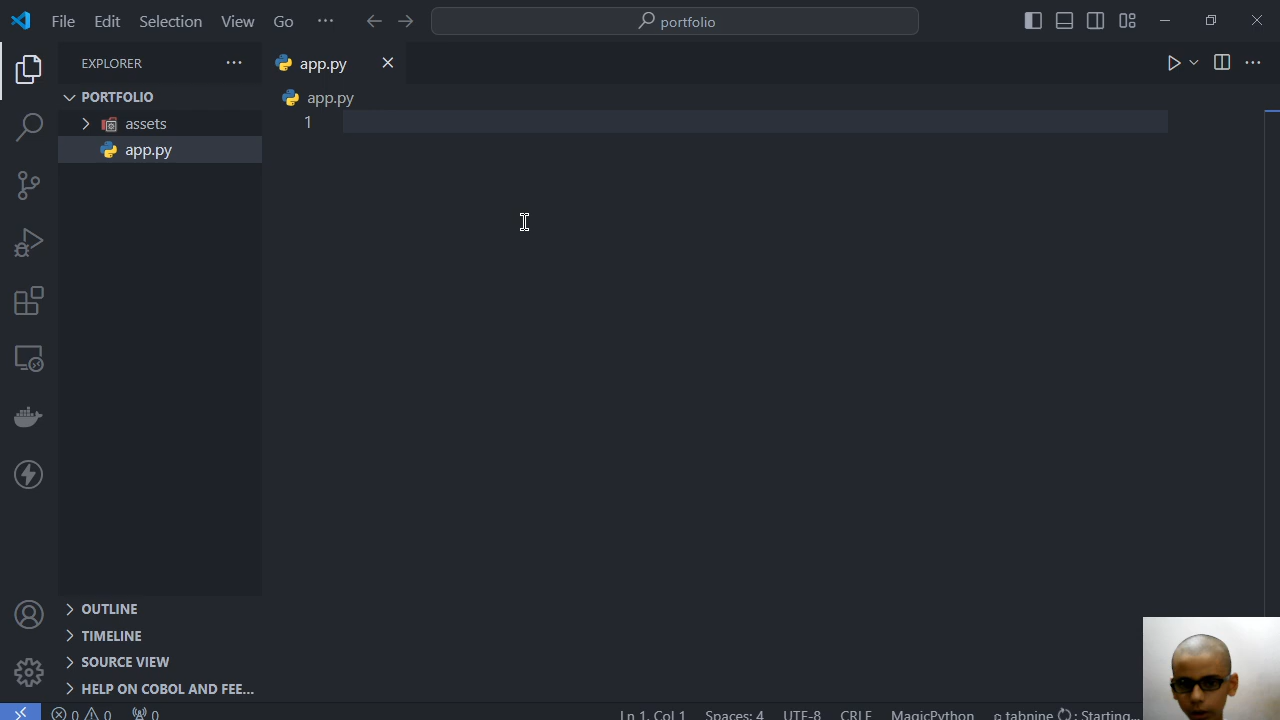 File Edit Selection View Go ··· portfolio
EXPLORER ···
app.py
PORTFOLIO
app.py
assets
1
app.py
OUTLINE
TIMELINE
SOURCE VIEW
HELP ON COBOL AND FEE...
0 0 0 Ln 1, Col 1 Spaces: 4 UTF-8 CRLF MagicPython tabnine : Starting...